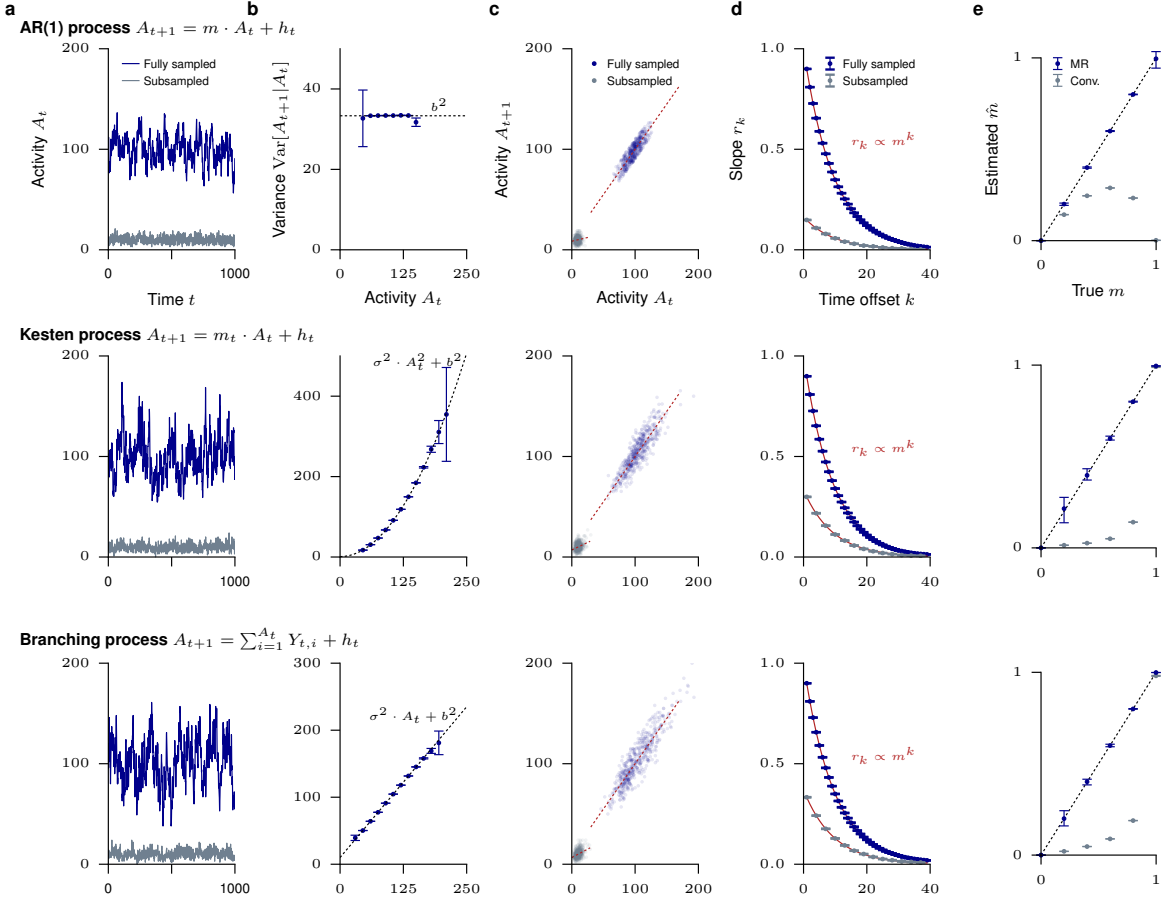 a b c d e
AR(1) process A_{t+1} = m · A_t + h_t
200
100
0
0 1000
Activity A_t
Time t
Fully sampled
Subsampled
40
20
0
0 125 250
Variance Var[A_{t+1}|A_t]
Activity A_t
b^2
200
100
0
0 100 200
Activity A_{t+1}
Activity A_t
Fully sampled
Subsampled
1.0
0.5
0.0
0 20 40
Slope r_k
Time offset k
Fully sampled
Subsampled
r_k ∝ m^k
1
0
0 1
Estimated m̂
True m
MR
Conv.
Kesten process A_{t+1} = m_t · A_t + h_t
200
100
0
0 1000
400
200
0
0 125 250
σ^2 · A_t^2 + b^2
200
100
0
0 100 200
1.0
0.5
0.0
0 20 40
r_k ∝ m^k
1
0
0 1
Branching process A_{t+1} = ∑_{i=1}^{A_t} Y_{t,i} + h_t
200
100
0
0 1000
300
200
100
0
0 125 250
σ^2 · A_t + b^2
200
100
0
0 100 200
1.0
0.5
0.0
0 20 40
r_k ∝ m^k
1
0
0 1